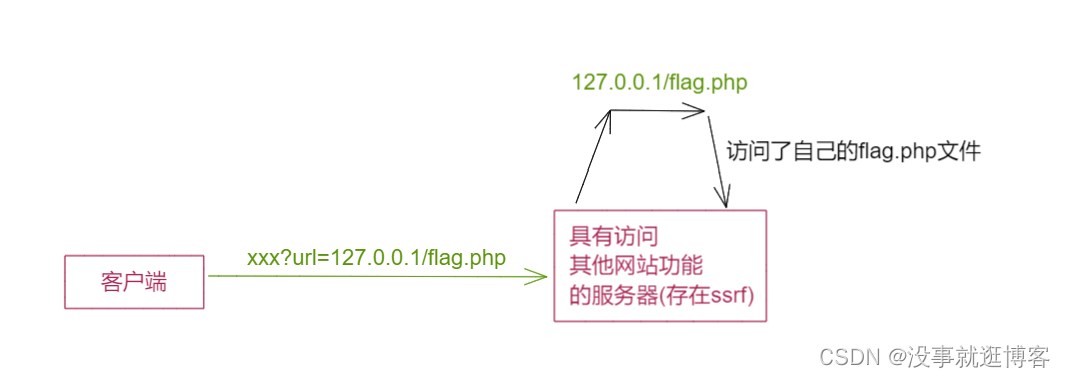 127.0.0.1/flag.php
访问了自己的flag.php文件
xxx?url=127.0.0.1/flag.php
客户端
具有访问
其他网站功能
的服务器(存在ssrf)
CSDN @没事就逛博客